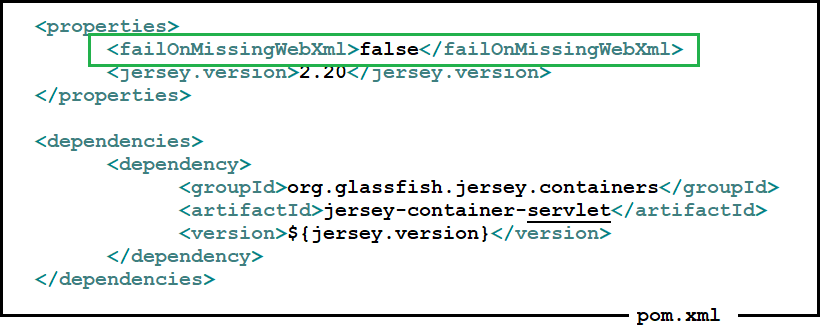 <properties>
<failOnMissingWebXml>false</failOnMissingWebXml>
<jersey.version>2.20</jersey.version>
</properties>
<dependencies>
<dependency>
<groupId>org.glassfish.jersey.containers</groupId>
<artifactId>jersey-container-servlet</artifactId>
<version>${jersey.version}</version>
</dependency>
</dependencies>
pom.xml